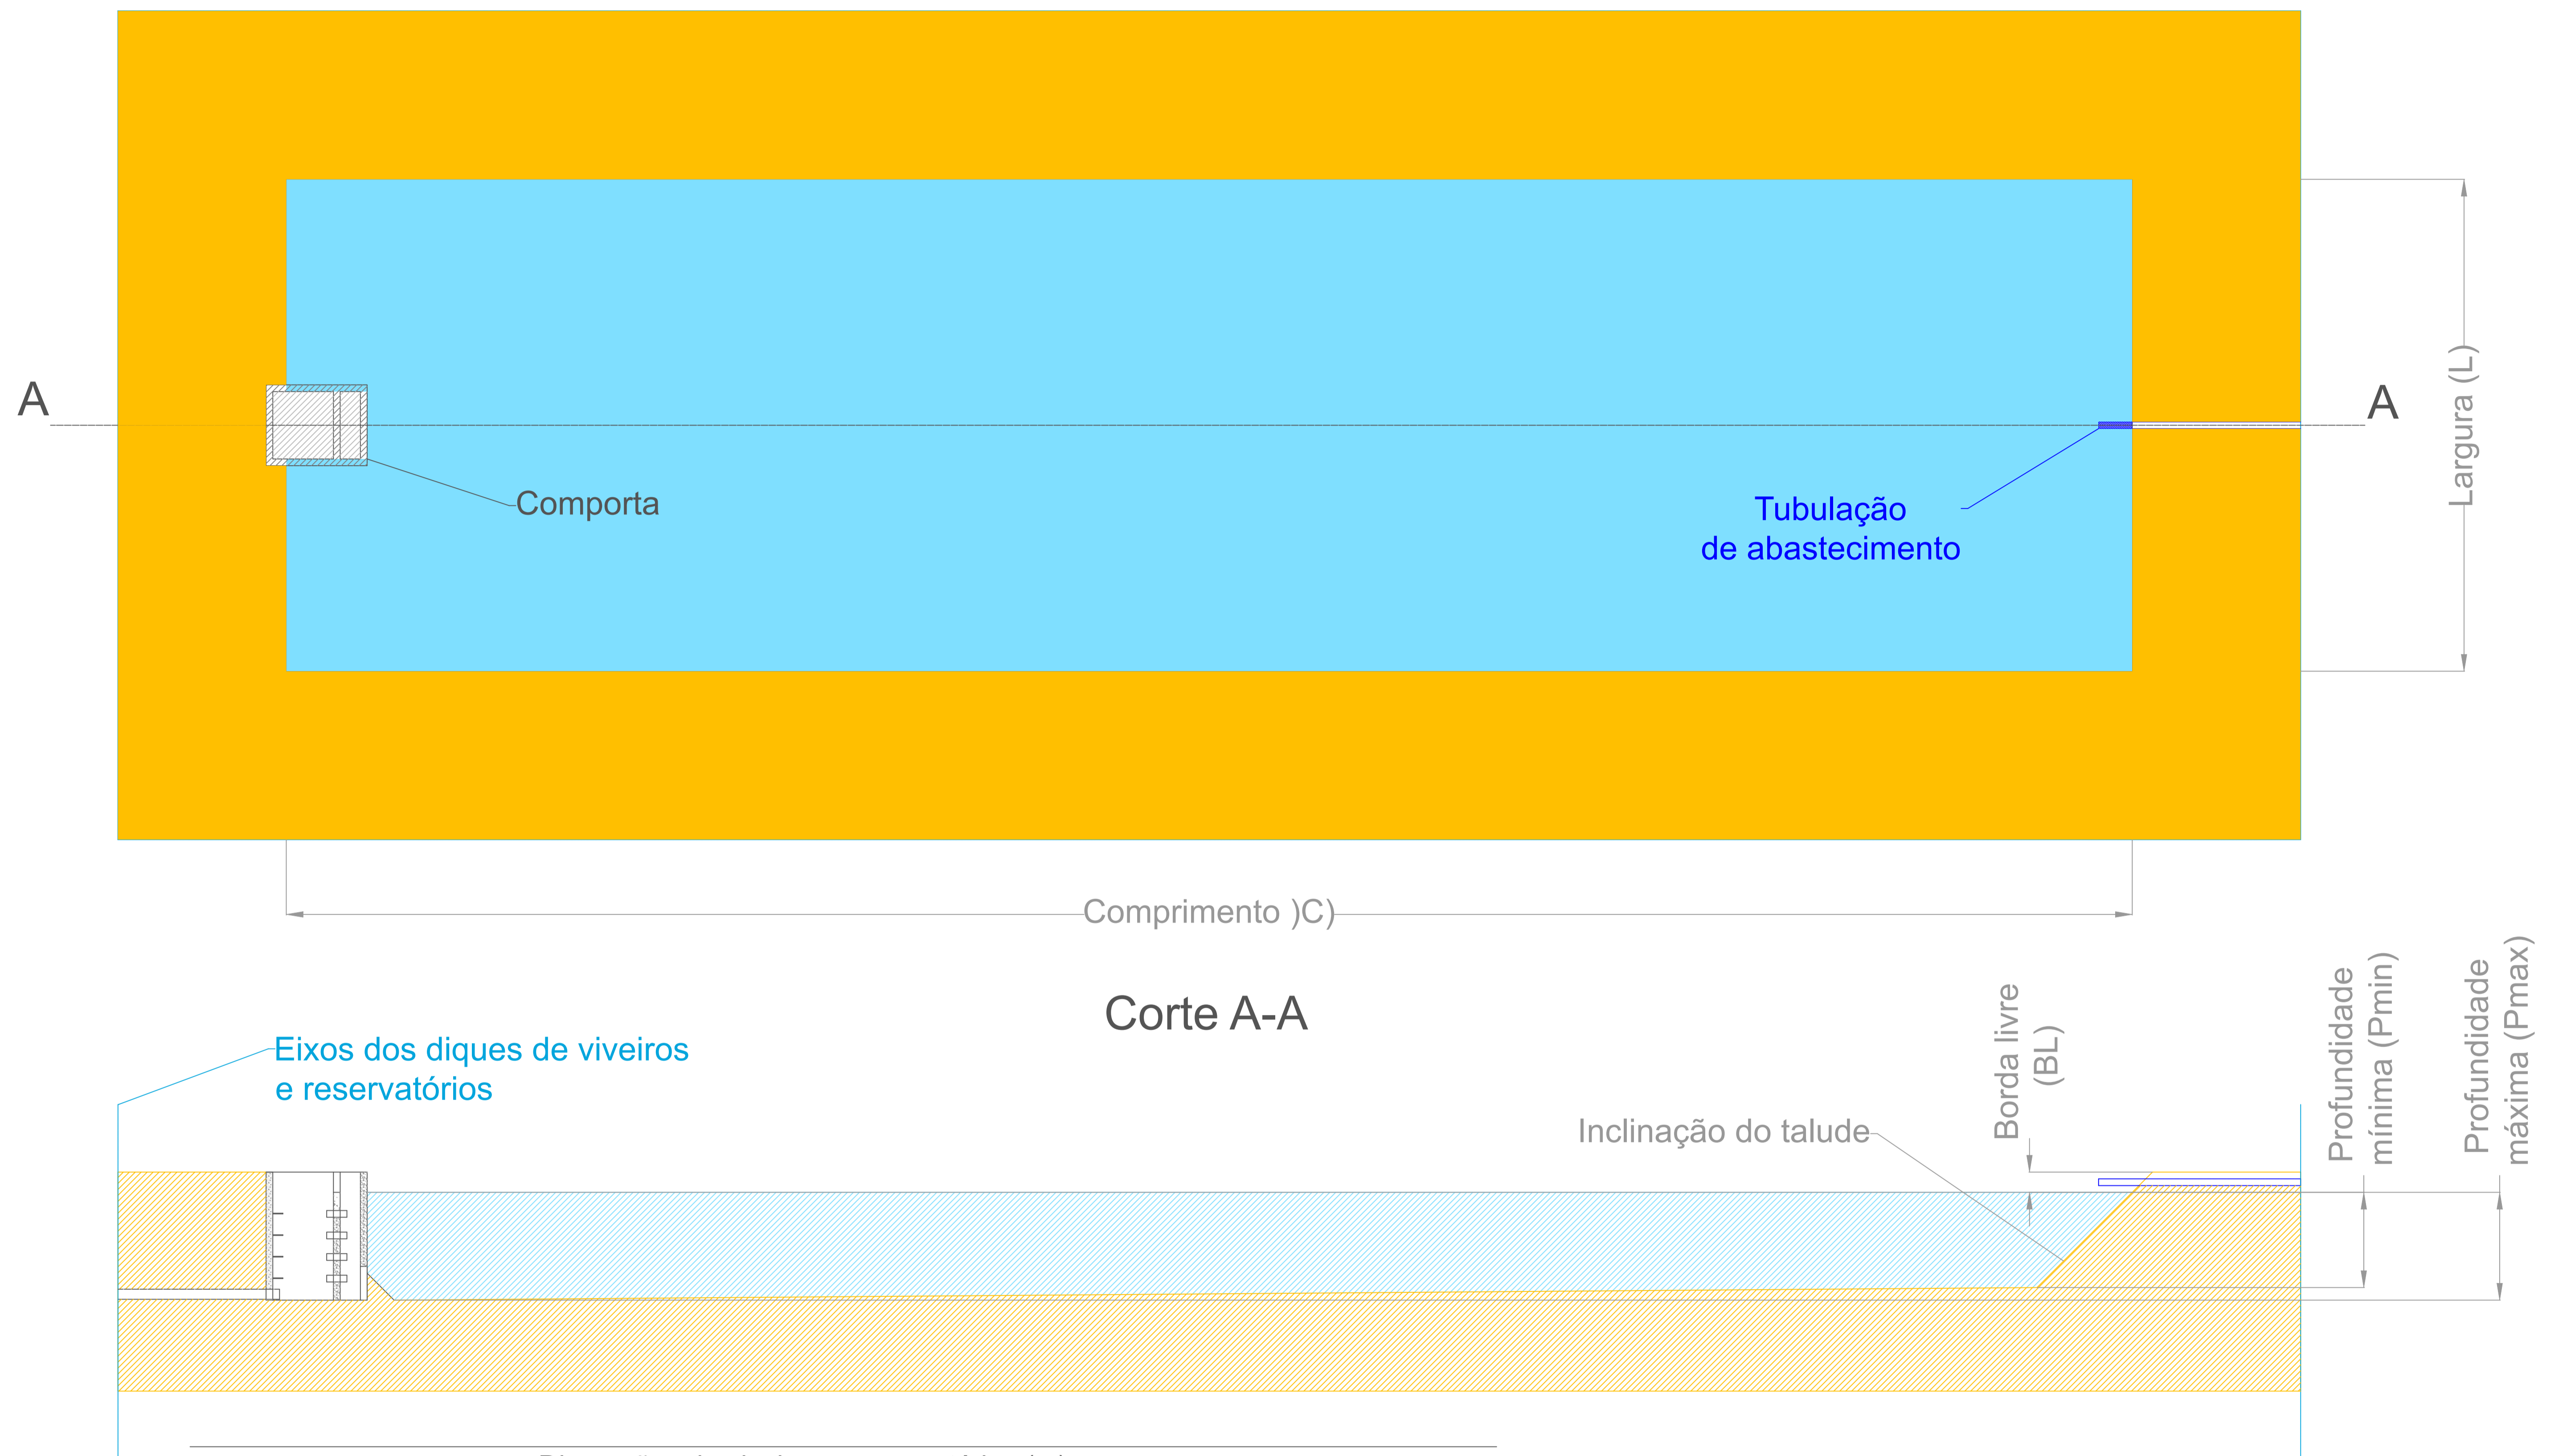 A
A
Comporta
Tubulação
de abastecimento
Largura (L)
Comprimento )C)
Corte A-A
Eixos dos diques de viveiros
e reservatórios
Inclinação do talude
Borda livre
(BL)
Profundidade
mínima (Pmin)
Profundidade
máxima (Pmax)